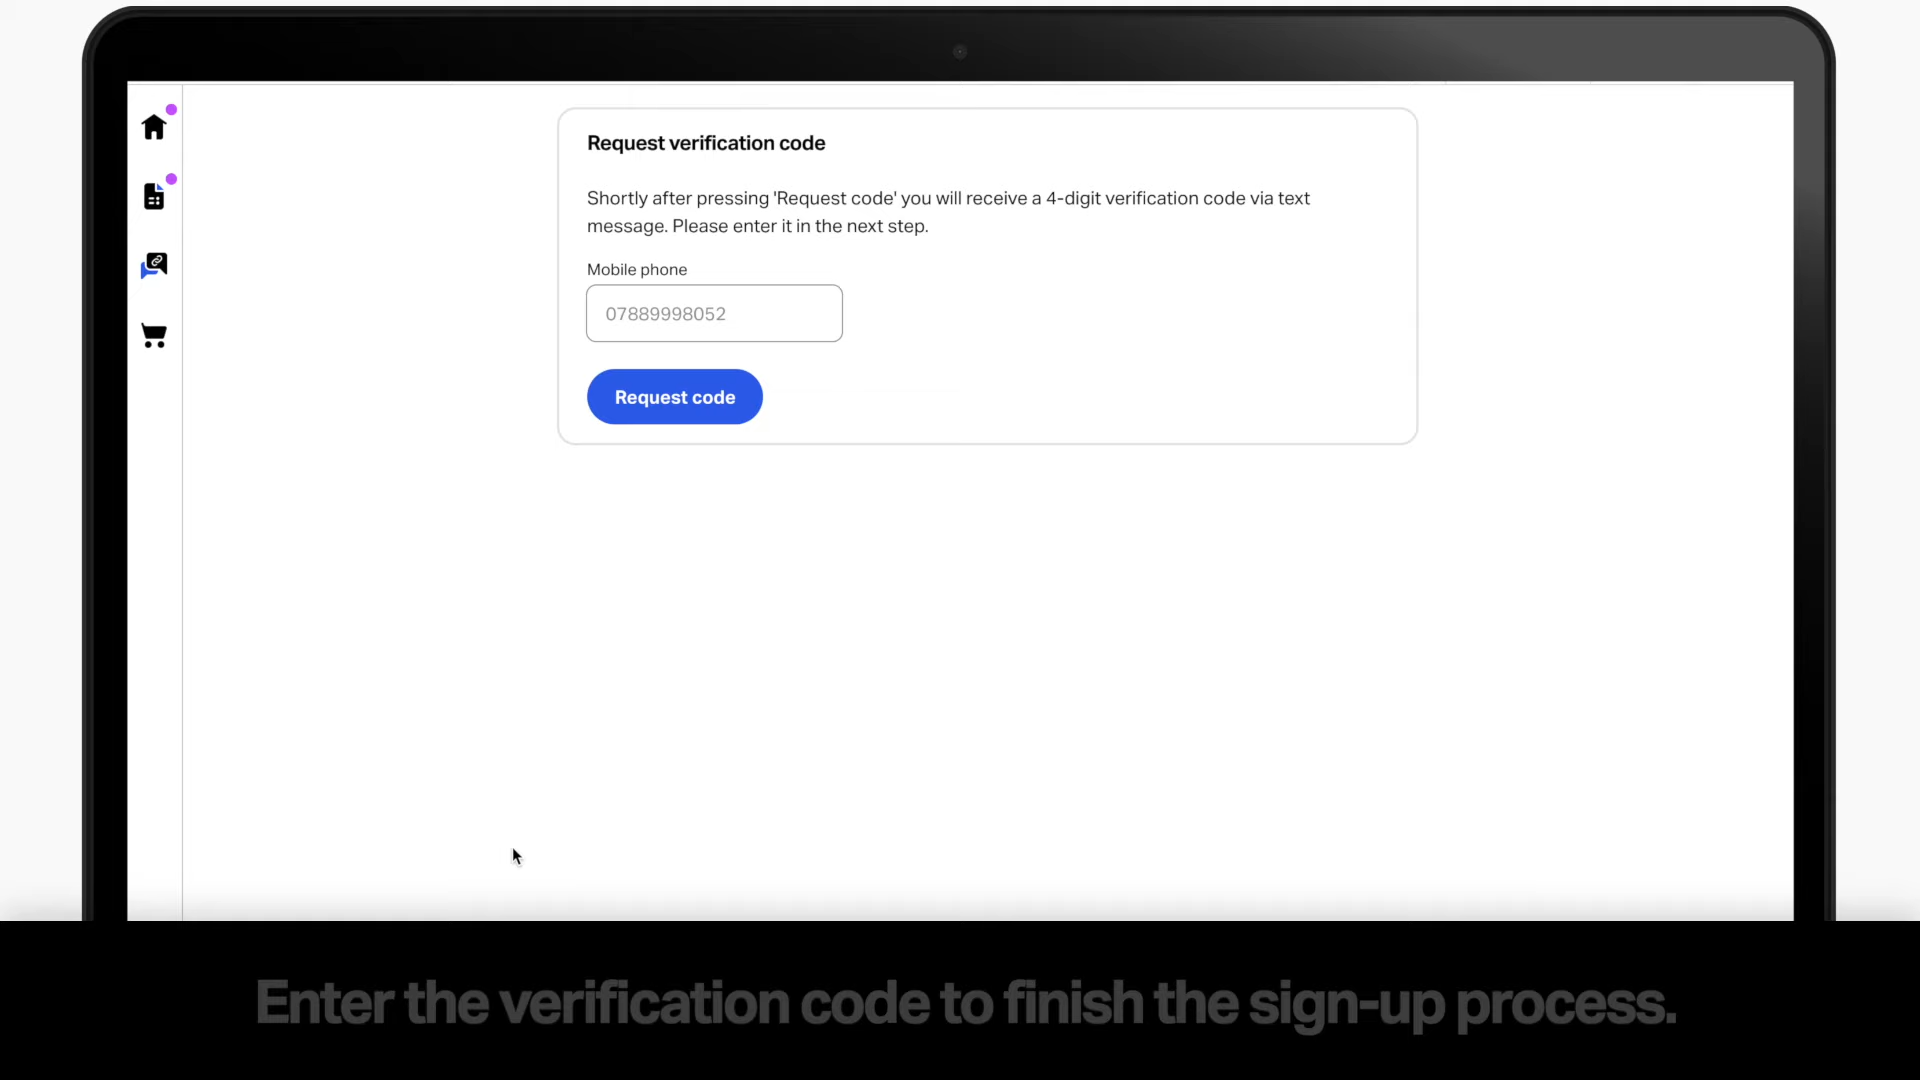 Request verification code
Shortly after pressing 'Request code' you will receive a 4-digit verification code via text
message. Please enter it in the next step.
Mobile phone
07889998052
Request code
Enter the verification code to finish the sign-up process.